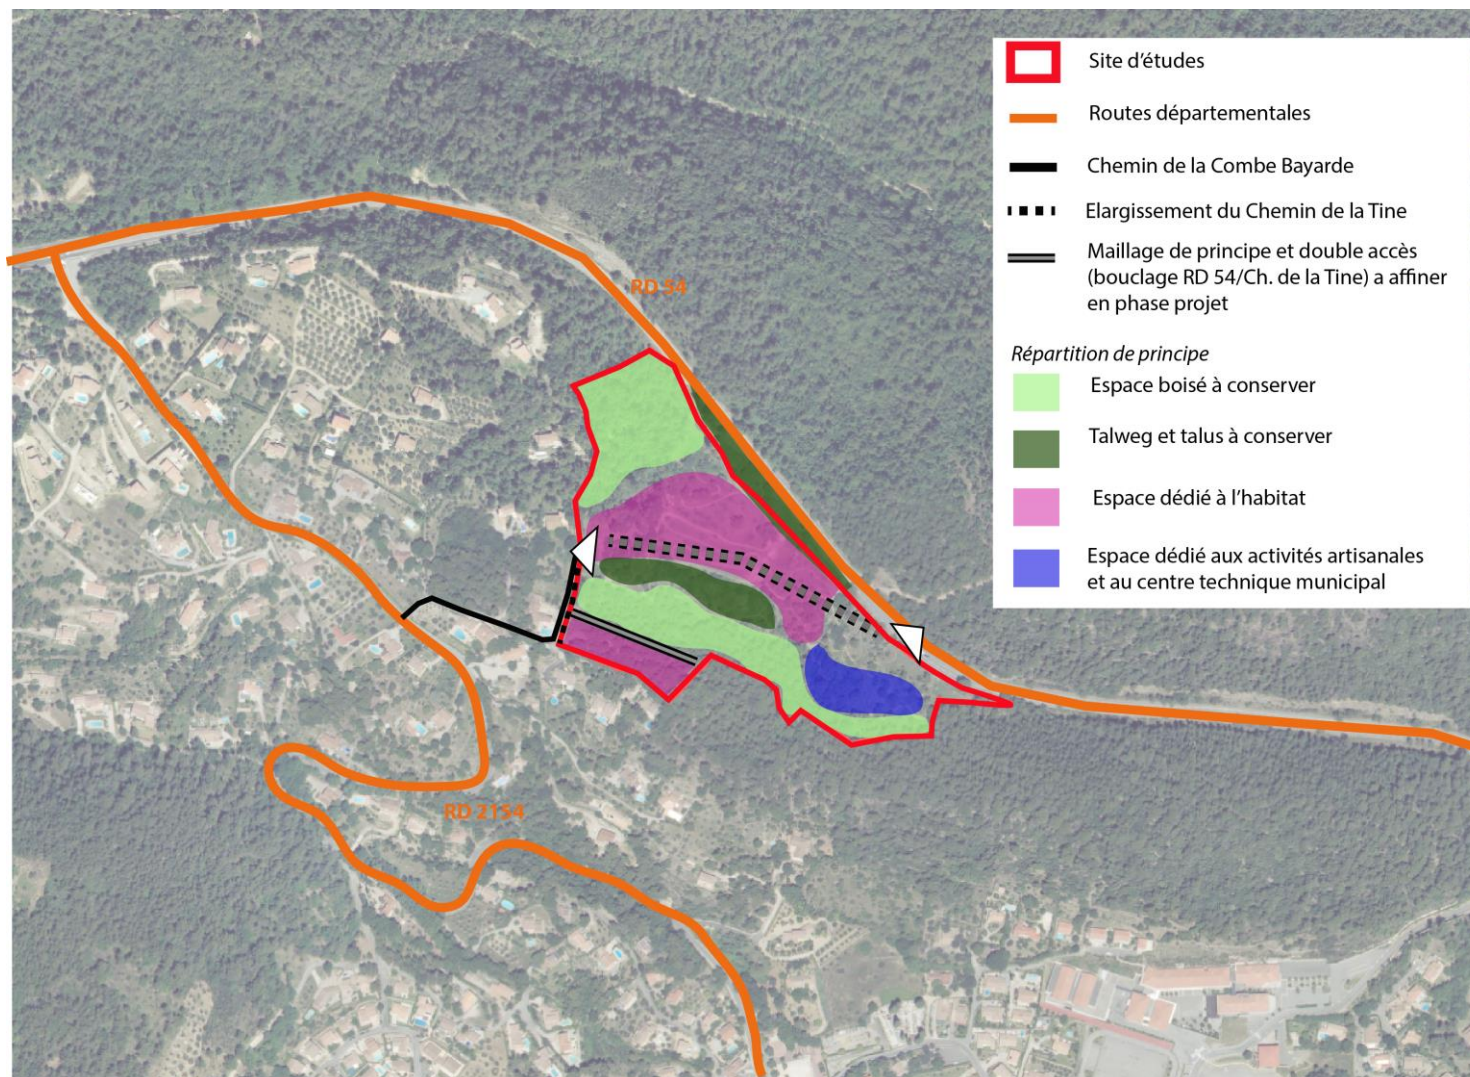 Site d'études
Routes départementales
Chemin de la Combe Bayarde
Elargissement du Chemin de la Tine
Maillage de principe et double accès
(bouclage RD 54/Ch. de la Tine) a affiner
en phase projet
Répartition de principe
Espace boisé à conserver
Talweg et talus à conserver
Espace dédié à l'habitat
Espace dédié aux activités artisanales
et au centre technique municipal
RD 54
RD 2154